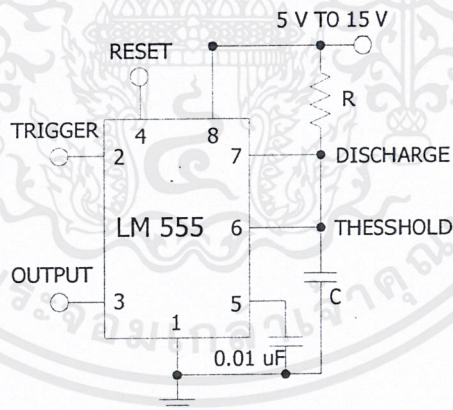 5 V TO 15 V
RESET
R
TRIGGER
4
8
2
7
DISCHARGE
LM 555
6
THESSHOLD
OUTPUT
3
5
C
1
0.01 uF